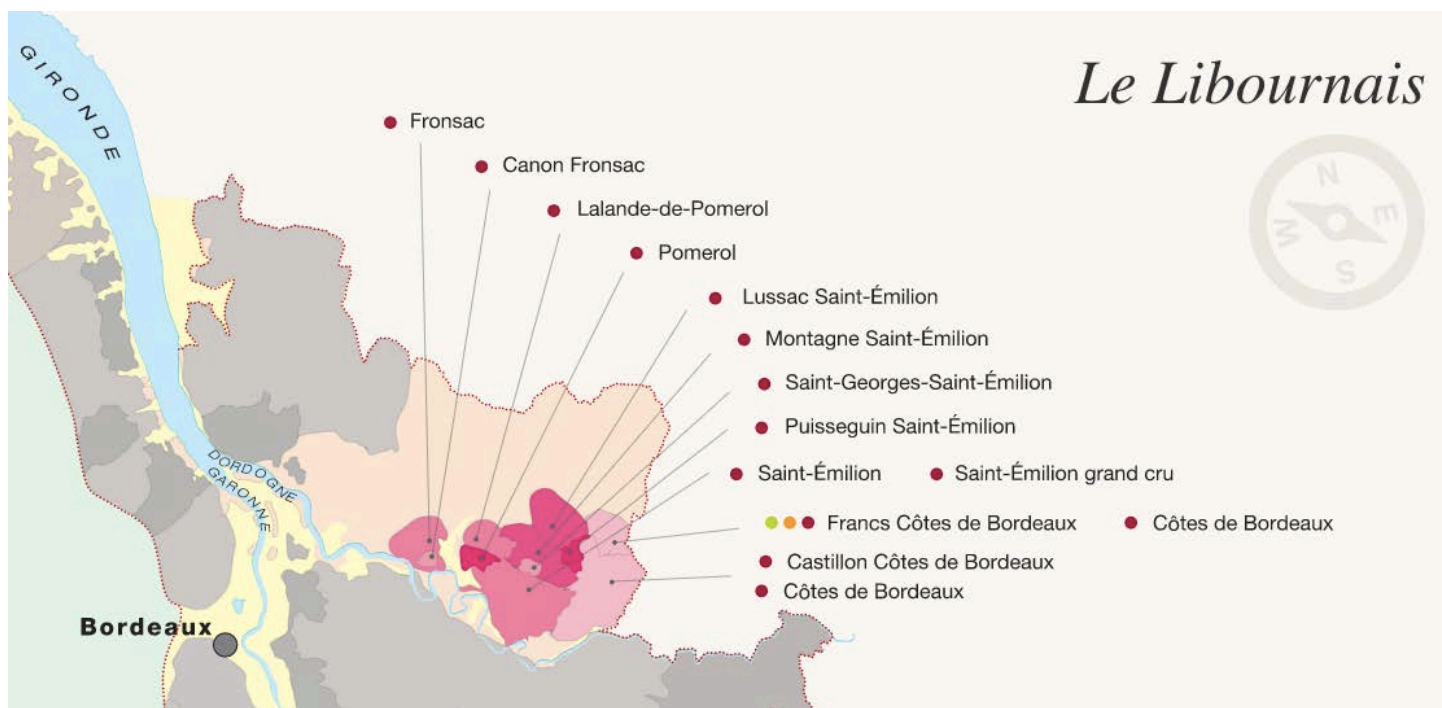 Le Libournais
GIRONDE
Fronsac
Canon Fronsac
Lalande-de-Pomerol
Pomerol
Lussac Saint-Émilion
Montagne Saint-Émilion
Saint-Georges-Saint-Émilion
Puisseguin Saint-Émilion
Saint-Émilion Saint-Émilion grand cru
Francs Côtes de Bordeaux Côtes de Bordeaux
Castillon Côtes de Bordeaux
Côtes de Bordeaux
DORDOGNE
GARONNE
Bordeaux
N
E
S
W